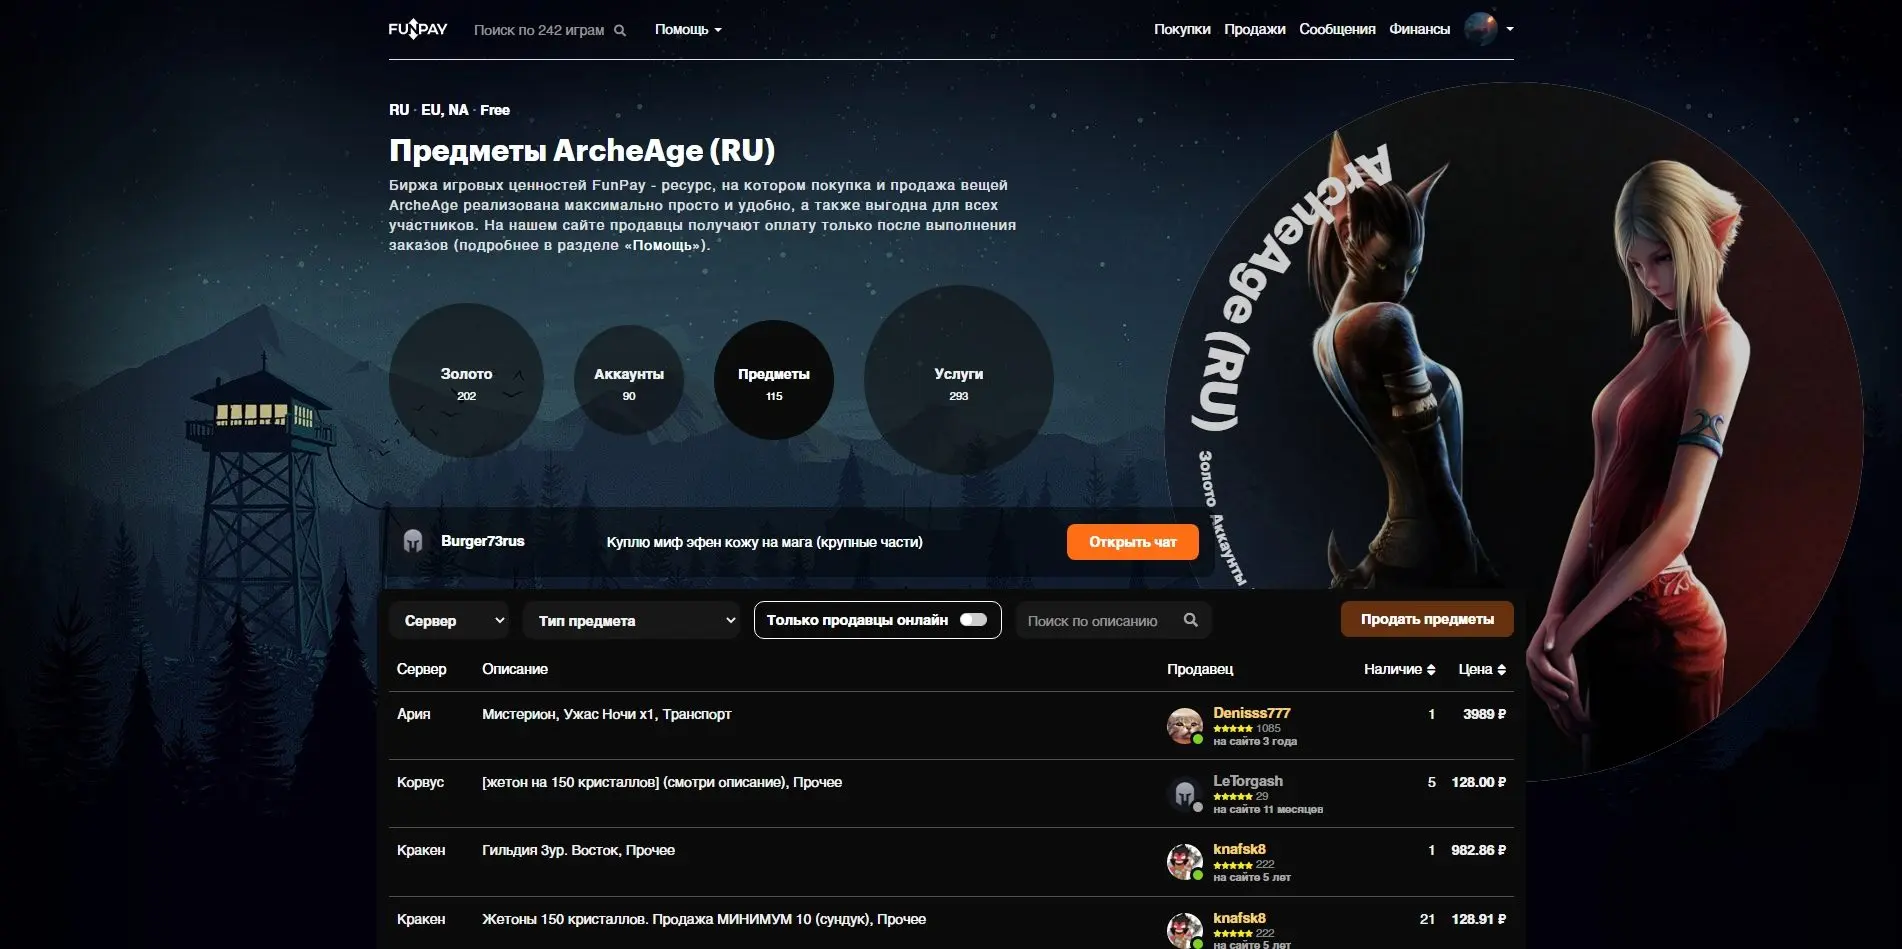 FUNPAY
Поиск по 242 играм
Помощь
Покупки Продажи Сообщения Финансы
RU · EU, NA · Free
Предметы ArcheAge (RU)
Биржа игровых ценностей FunPay - ресурс, на котором покупка и продажа вещей
ArcheAge реализована максимально просто и удобно, а также выгодна для всех
участников. На нашем сайте продавцы получают оплату только после выполнения
заказов (подробнее в разделе «Помощь»).
Золото
202
Аккаунты
90
Предметы
115
Услуги
293
ArcheAge (RU)
Золото Аккаунты
Burger73rus
Куплю миф эфен кожу на мага (крупные части)
Открыть чат
Сервер
Тип предмета
Только продавцы онлайн
Поиск по описанию
Продать предметы
Сервер Описание Продавец Наличие Цена
Ария Мистерион, Ужас Ночи x1, Транспорт Denisss777 1 3989 ₽
1085
на сайте 3 года
Корвус [жетон на 150 кристаллов] (смотри описание), Прочее LeTorgash 5 128.00 ₽
29
на сайте 11 месяцев
Кракен Гильдия Зур. Восток, Прочее knafsk8 1 982.86 ₽
222
на сайте 5 лет
Кракен Жетоны 150 кристаллов. Продажа МИНИМУМ 10 (сундук), Прочее knafsk8 21 128.91 ₽
222
на сайте 5 лет